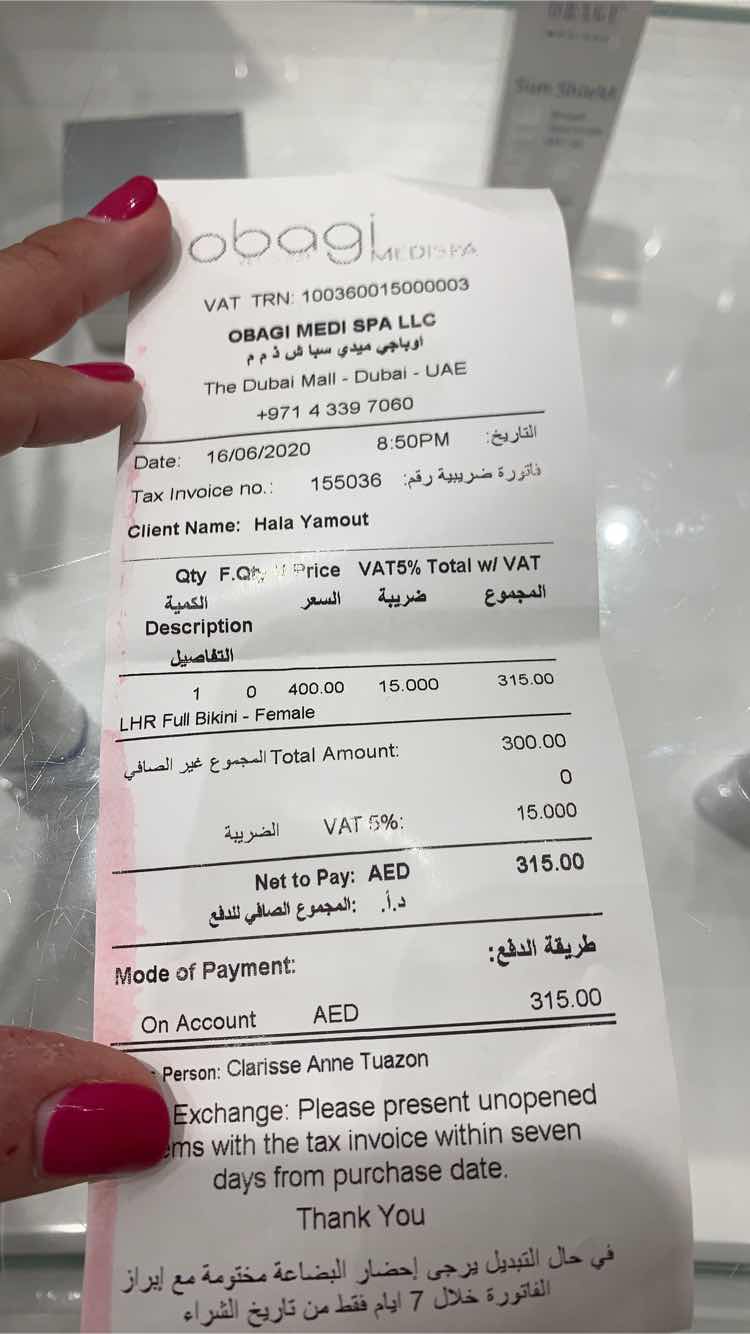 obagi MEDISPA
VAT TRN: 100360015000003
OBAGI MEDI SPA LLC
اوباجي ميدي سبا ش ذ م م
The Dubai Mall - Dubai - UAE
+971 4 339 7060
Date: 16/06/2020 8:50PM التاريخ:
Tax Invoice no.: 155036 فاتورة ضريبية رقم:
Client Name: Hala Yamout
Qty F.Qty U Price VAT5% Total w/ VAT
الكمية السعر ضريبة المجموع
Description
التفاصيل
1 0 400.00 15.000 315.00
LHR Full Bikini - Female
المجموع غير الصافي Total Amount: 300.00
0
الضريبة VAT 5%: 15.000
Net to Pay: AED 315.00
المجموع الصافي للدفع: د.أ.
Mode of Payment: طريقة الدفع:
On Account AED 315.00
Person: Clarisse Anne Tuazon
Exchange: Please present unopened
ems with the tax invoice within seven
days from purchase date.
Thank You
في حال التبديل يرجى إحضار البضاعة مختومة مع إبراز
الفاتورة خلال 7 ايام فقط من تاريخ الشراء
Sun Shield